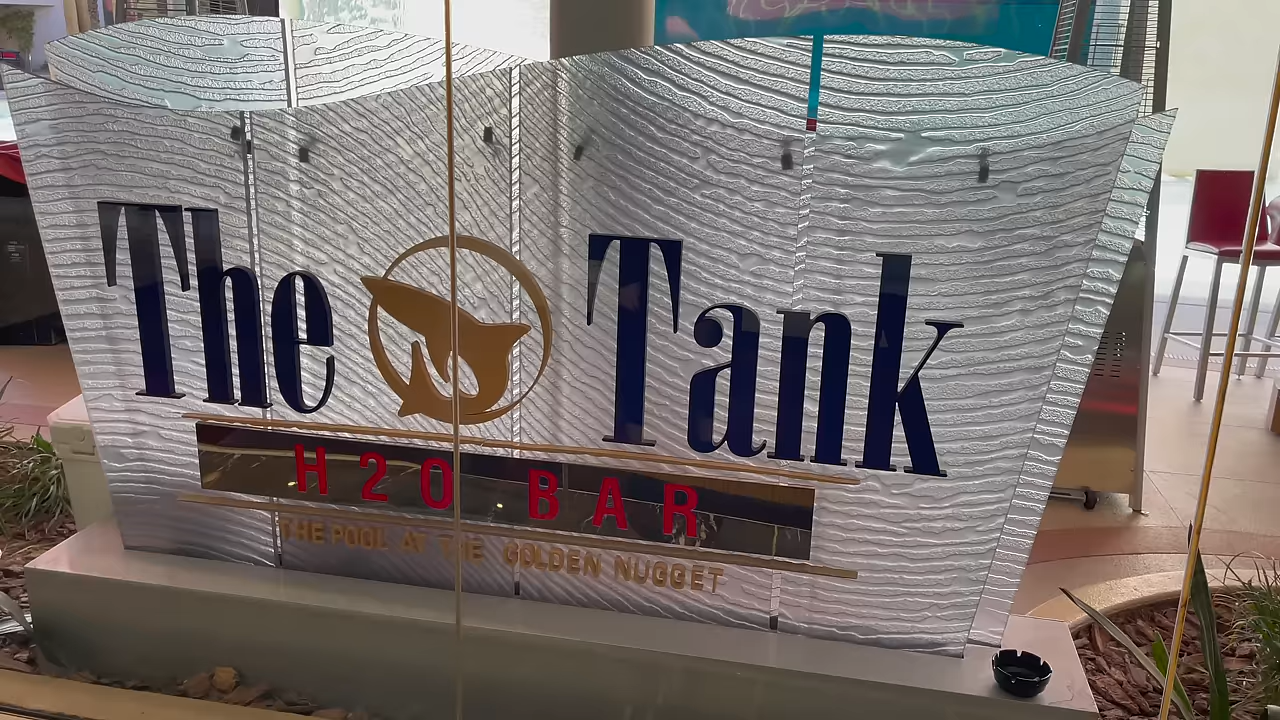 The Tank
H2O BAR
THE POOL AT THE GOLDEN NUGGET